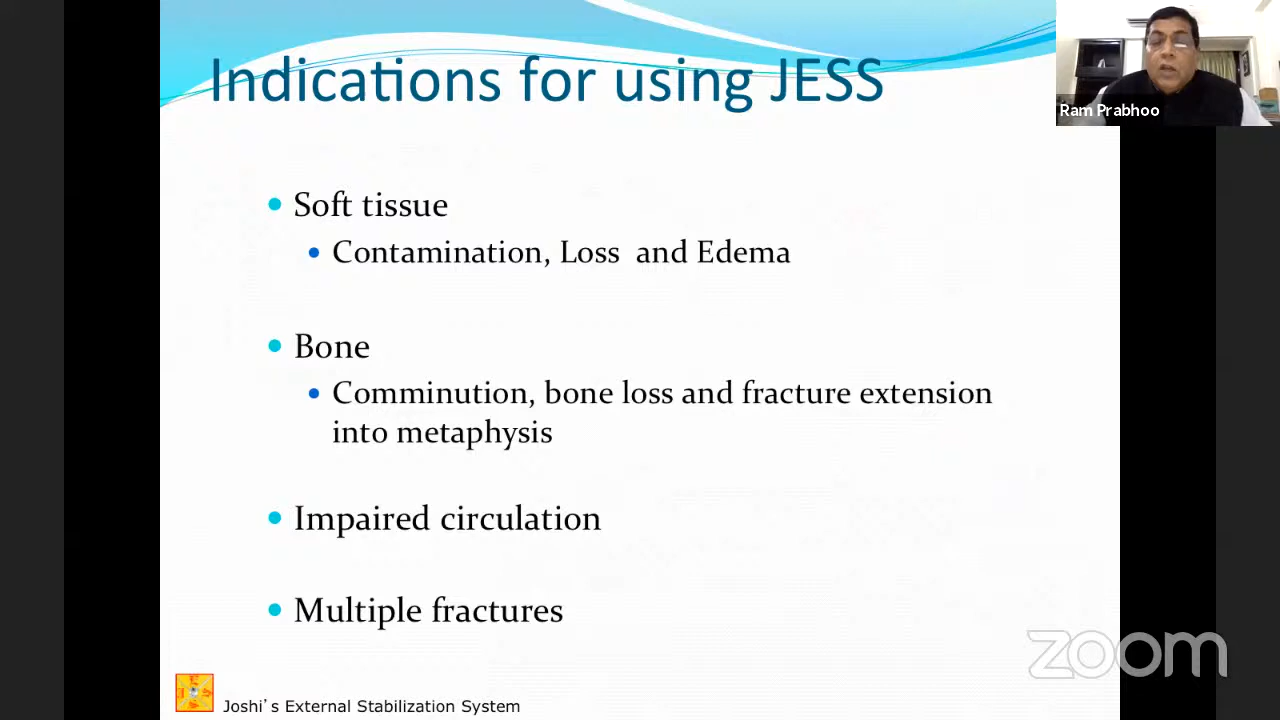 Indications for using JESS
Ram Prabhoo
Soft tissue
Contamination, Loss and Edema
Bone
Comminution, bone loss and fracture extension
into metaphysis
Impaired circulation
Multiple fractures
zoom
Joshi's External Stabilization System